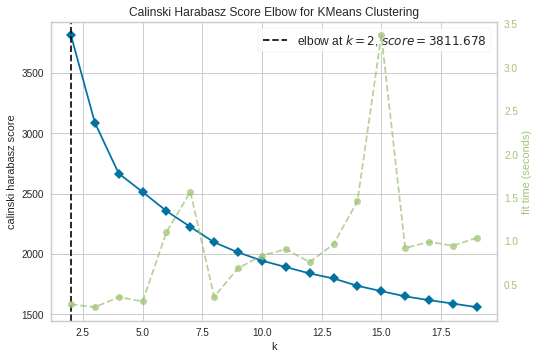 Calinski Harabasz Score Elbow for KMeans Clustering
elbow at k = 2, score = 3811.678
calinski harabasz score
3500
3000
2500
2000
1500
3.5
3.0
2.5
2.0
1.5
1.0
0.5
fit time (seconds)
2.5 5.0 7.5 10.0 12.5 15.0 17.5
k